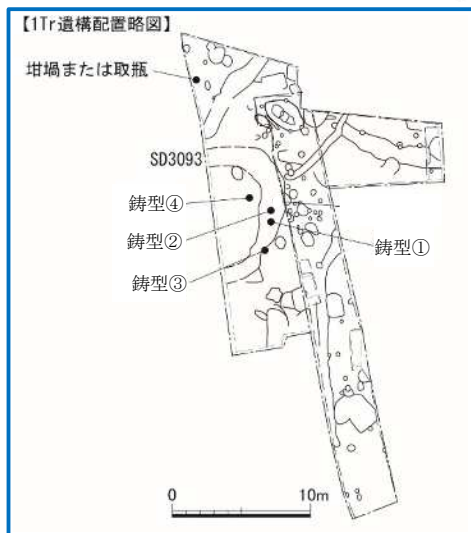 【1Tr遺構配置略図】
坩堝または取瓶
SD3093
鋳型④
鋳型②
鋳型①
鋳型③
0 10m